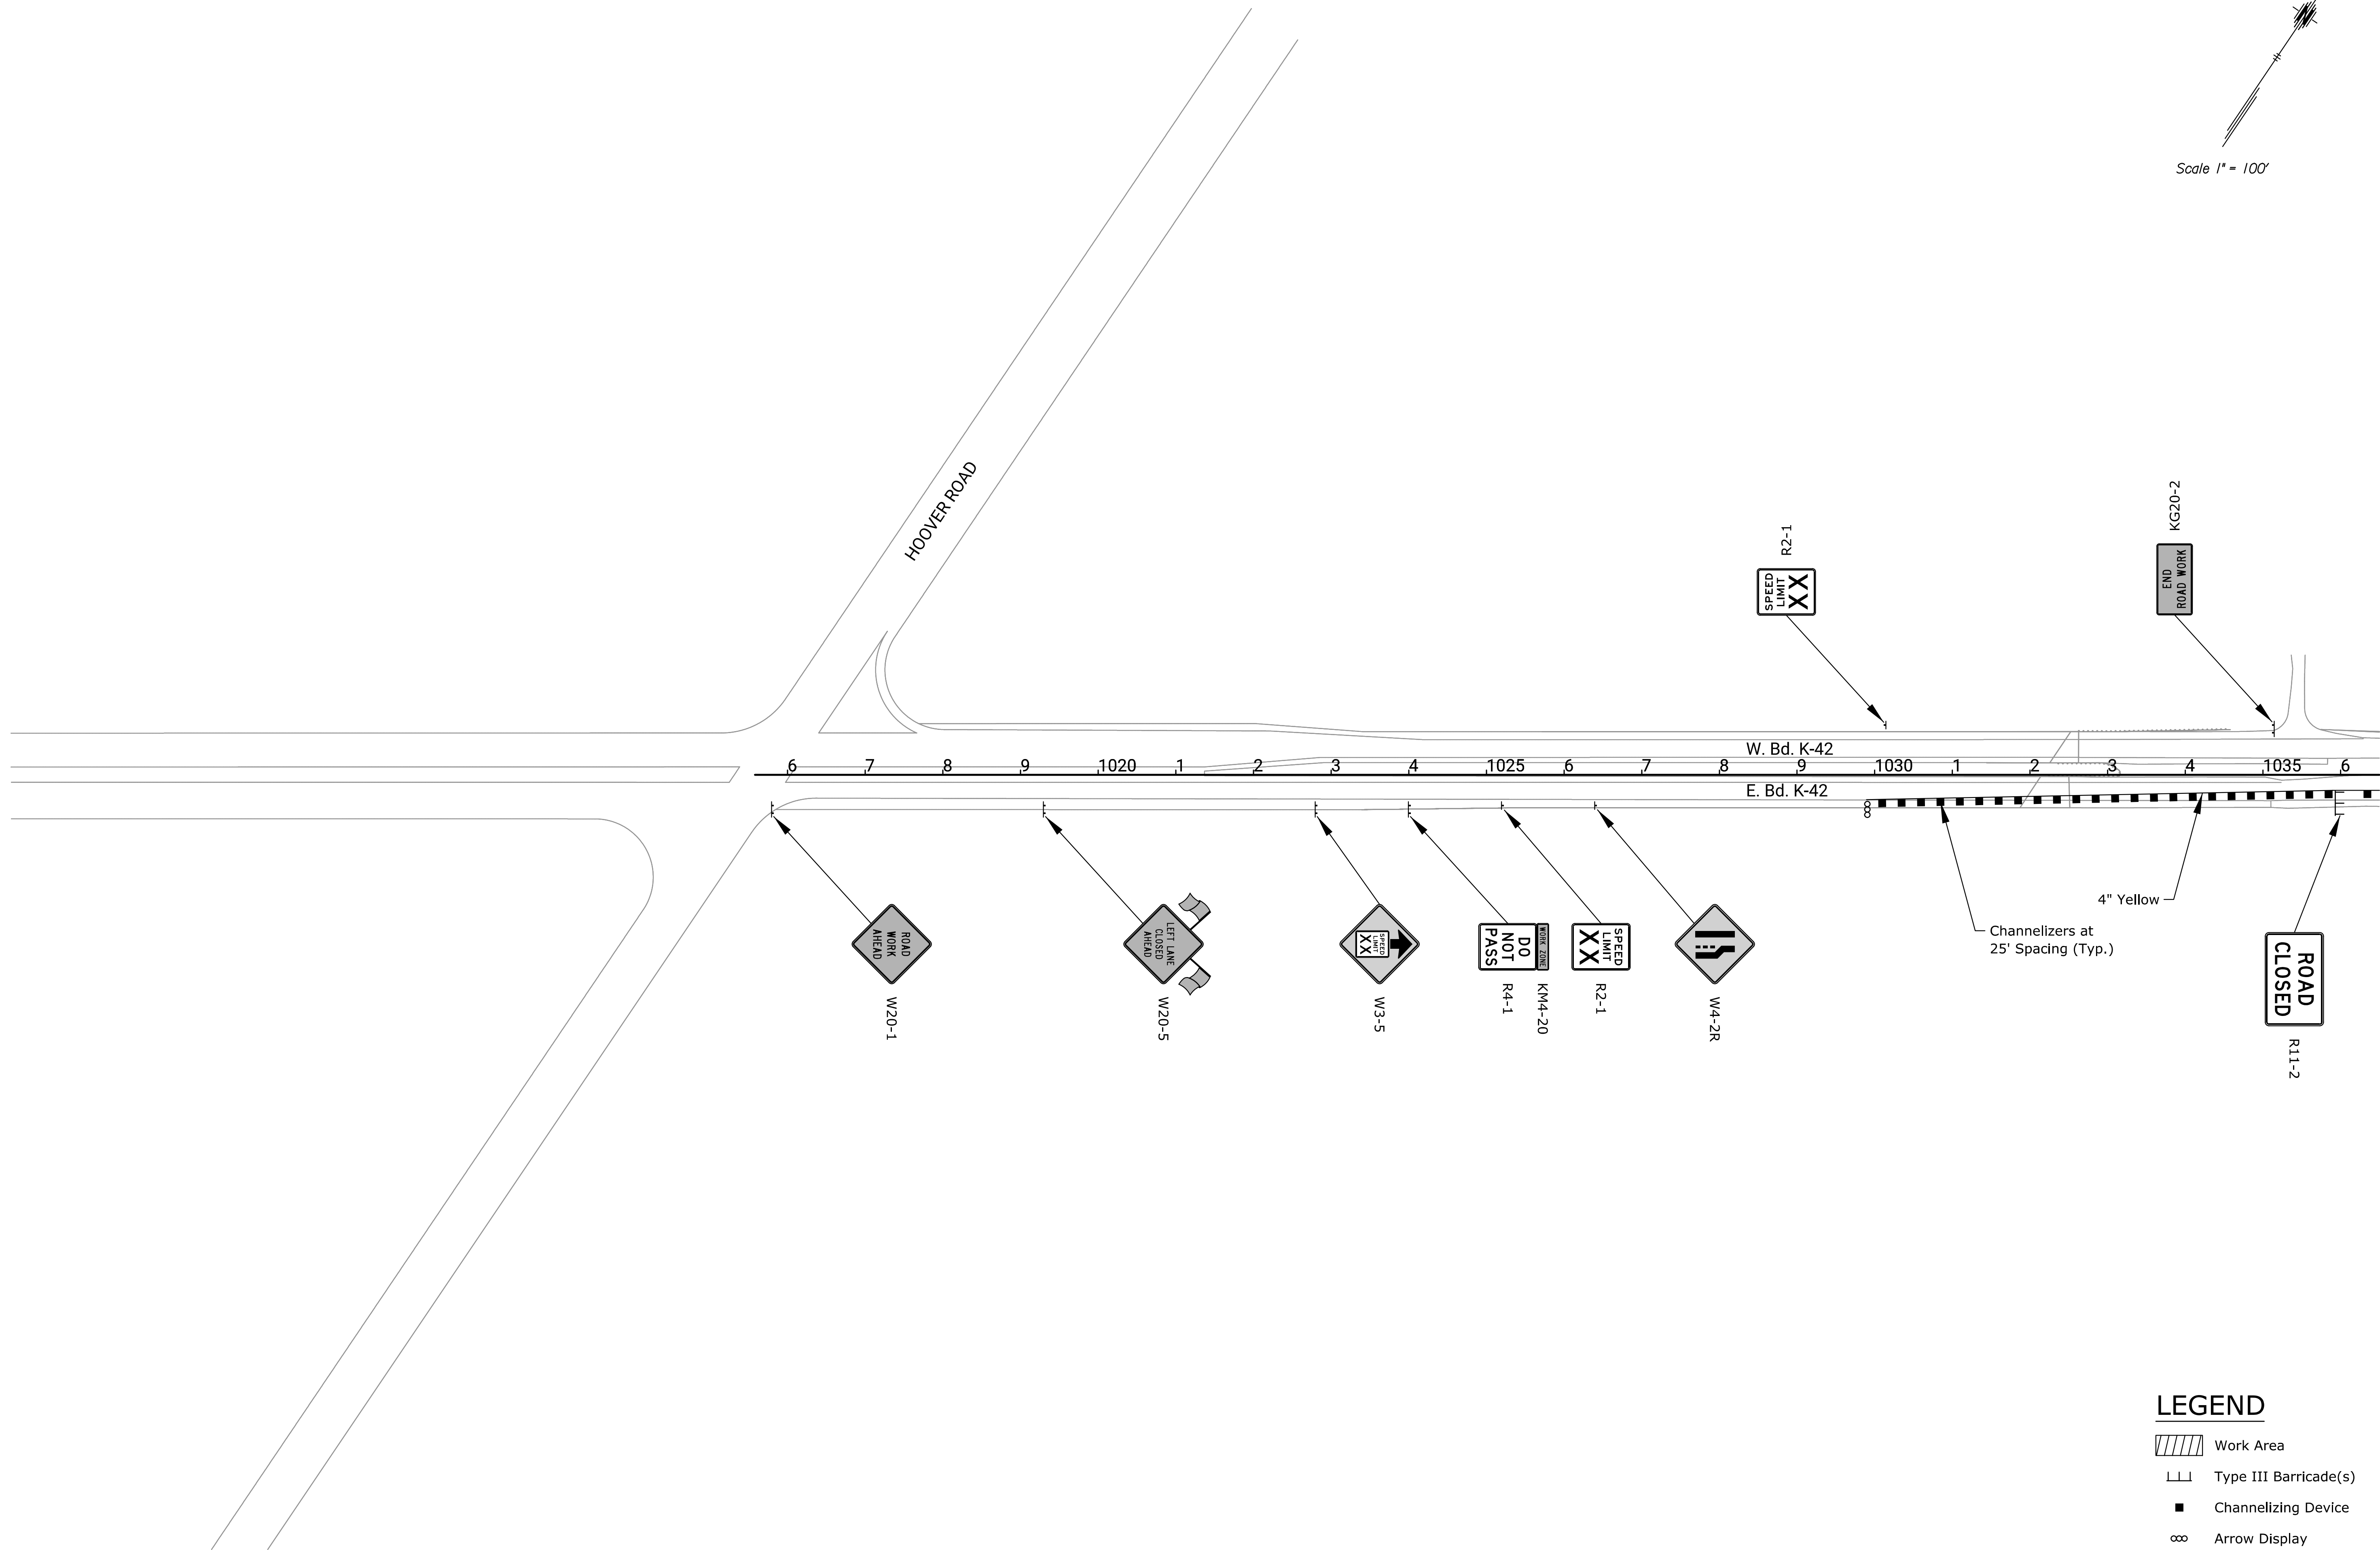 Scale 1" = 100'
HOOVER ROAD
R2-1
SPEED
LIMIT
XX
KG20-2
END
ROAD WORK
W. Bd. K-42
6 7 8 9 1020 1 2 3 4 1025 6 7 8 9 1030 1 2 3 4 1035 6
E. Bd. K-42
8
ROAD
WORK
AHEAD
W20-1
LEFT LANE
CLOSED
AHEAD
W20-5
SPEED
LIMIT
XX
W3-5
WORK ZONE
DO
NOT
PASS
R4-1
KM4-20
SPEED
LIMIT
XX
R2-1
W4-2R
Channelizers at
25' Spacing (Typ.)
4" Yellow
ROAD
CLOSED
R11-2
LEGEND
Work Area
Type III Barricade(s)
Channelizing Device
Arrow Display